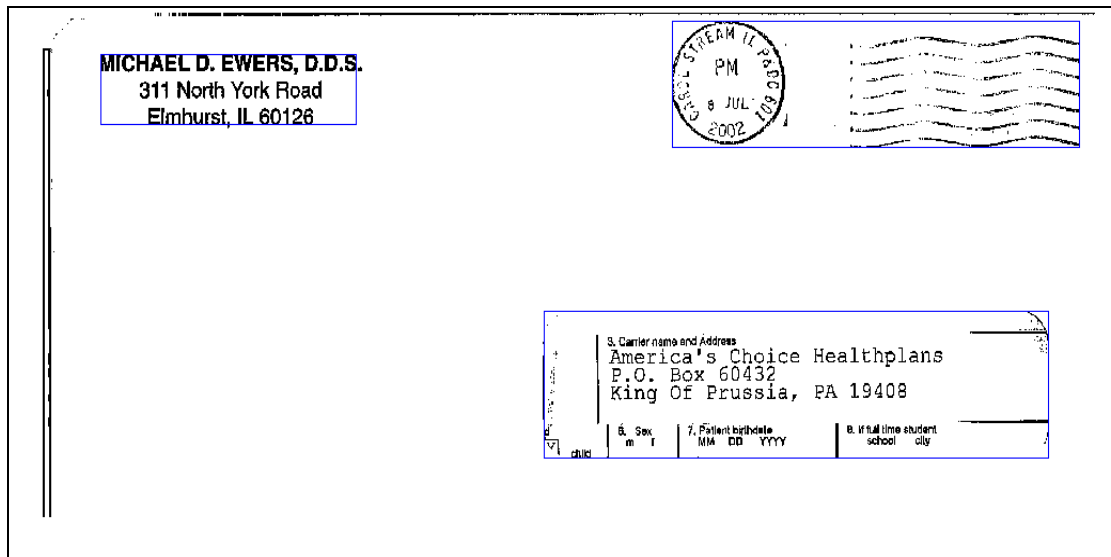 MICHAEL D. EWERS, D.D.S.
311 North York Road
Elmhurst, IL 60126
CAROL STREAM IL P&DC 601
PM
8 JUL
2002
3. Carrier name and Address
America's Choice Healthplans
P.O. Box 60432
King Of Prussia, PA 19408
6. Sex
m f
7. Patient birthdate
MM DD YYYY
8. If full time student
school city
child